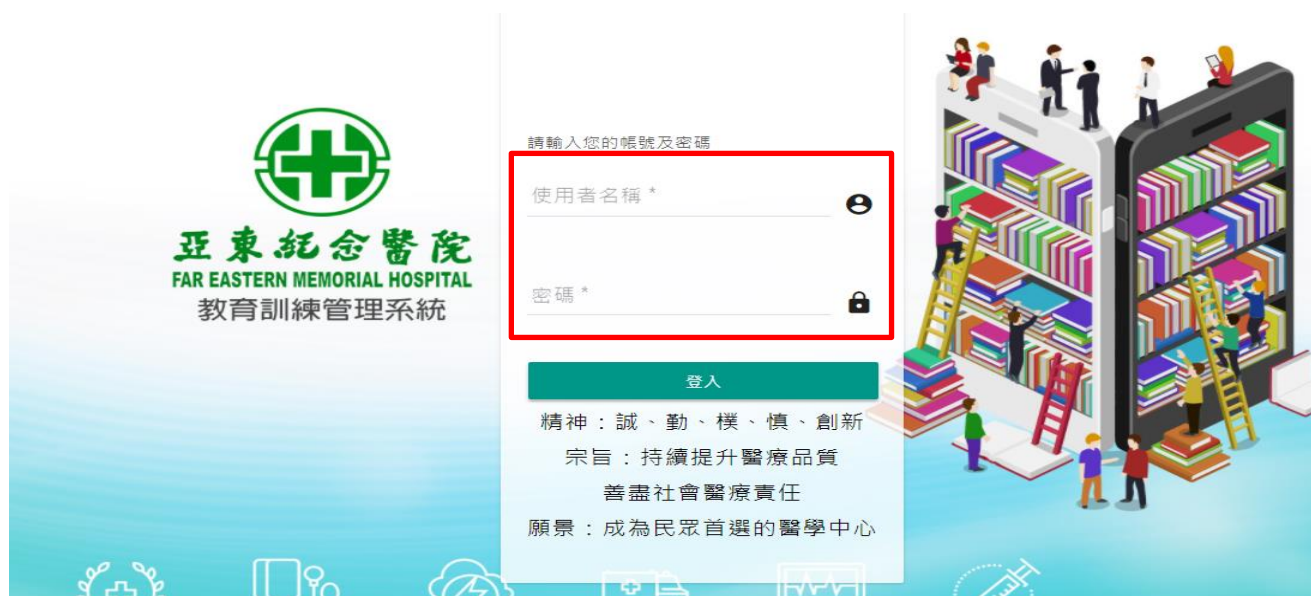 亞東紀念醫院
FAR EASTERN MEMORIAL HOSPITAL
教育訓練管理系統
請輸入您的帳號及密碼
使用者名稱 *
密碼 *
登入
精神：誠、勤、樸、慎、創新
宗旨：持續提升醫療品質
善盡社會醫療責任
願景：成為民眾首選的醫學中心